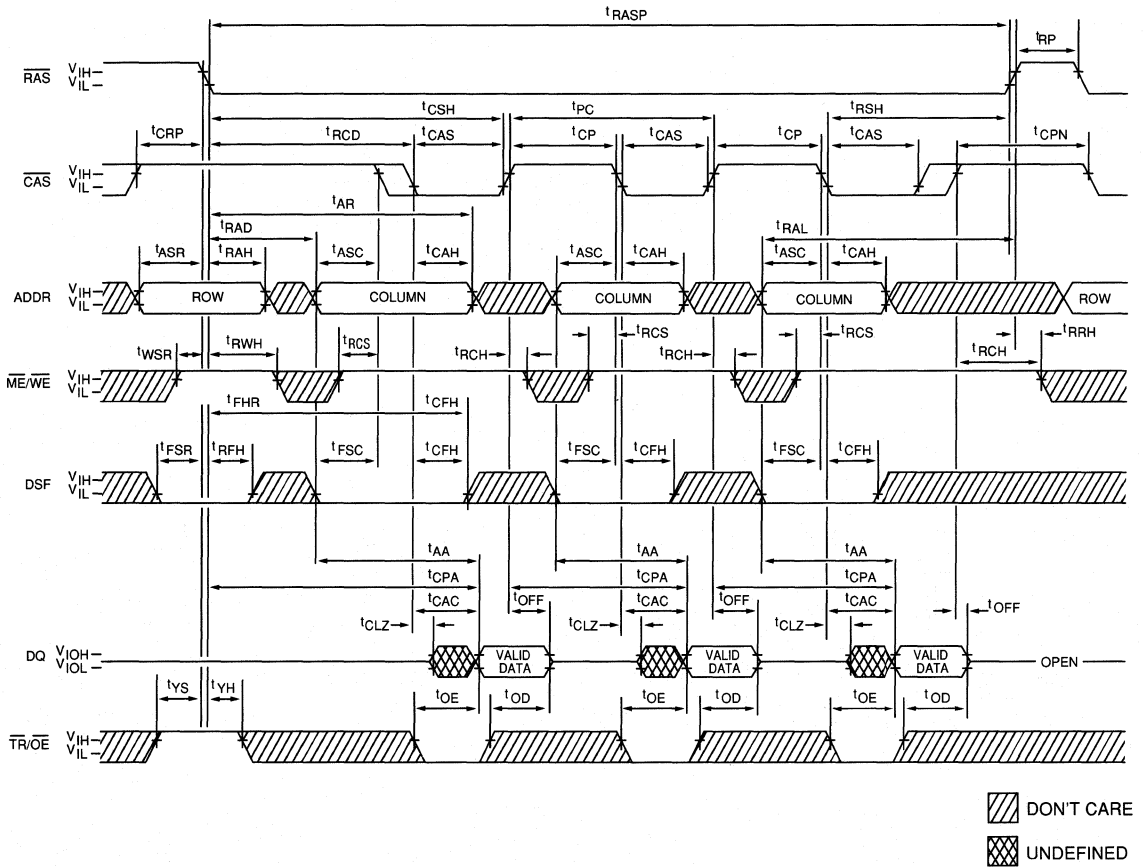 tRASP
tRP
RAS VIH
VIL
tCSH tPC tRSH
tCRP tRCD tCAS tCP tCAS tCP tCAS tCPN
CAS VIH
VIL
tAR
tRAD tRAL
tASR tRAH tASC tCAH tASC tCAH tASC tCAH
ADDR VIH
VIL
ROW COLUMN COLUMN COLUMN ROW
tWSR tRWH tRCS tRCH tRCS tRCH tRCS tRCH tRRH
ME/WE VIH
VIL
tFHR tCFH
tFSR tRFH tFSC tCFH tFSC tCFH tFSC tCFH
DSF VIH
VIL
tAA tAA tAA
tCPA tCPA tCPA
tCAC tOFF tCAC tOFF tCAC tOFF
tCLZ tCLZ tCLZ
DQ VIOH
VIOL
VALID DATA VALID DATA VALID DATA OPEN
tYS tYH tOE tOD tOE tOD tOE tOD
TR/OE VIH
VIL
DON'T CARE
UNDEFINED